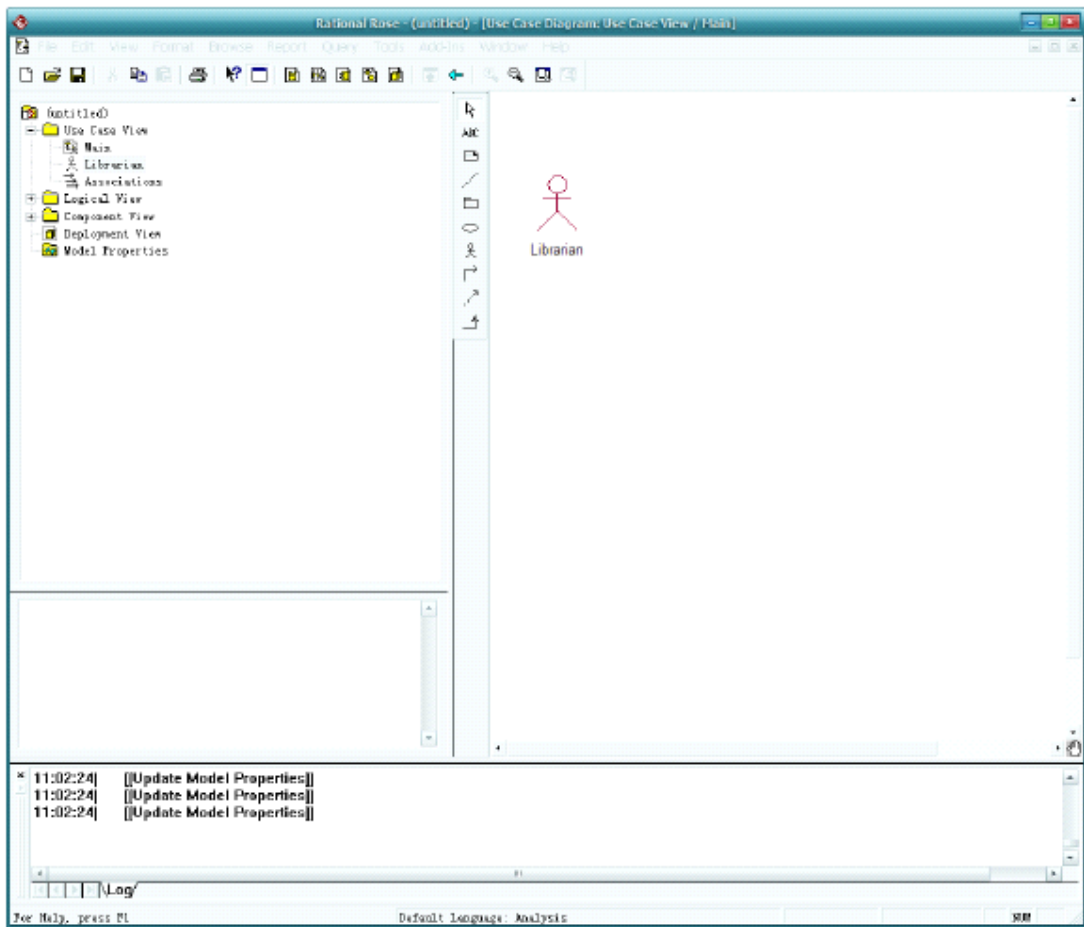 Rational Rose - (untitled) - [Use Case Diagram: Use Case View / Main]
File Edit View Format Browse Report Query Tools Add-Ins Window Help
(untitled)
Use Case View
Main
Librarian
Associations
Logical View
Component View
Deployment View
Model Properties
ABC
Librarian
11:02:24| [[Update Model Properties]]
11:02:24| [[Update Model Properties]]
11:02:24| [[Update Model Properties]]
\Log/
For Help, press F1
Default Language: Analysis
NUM